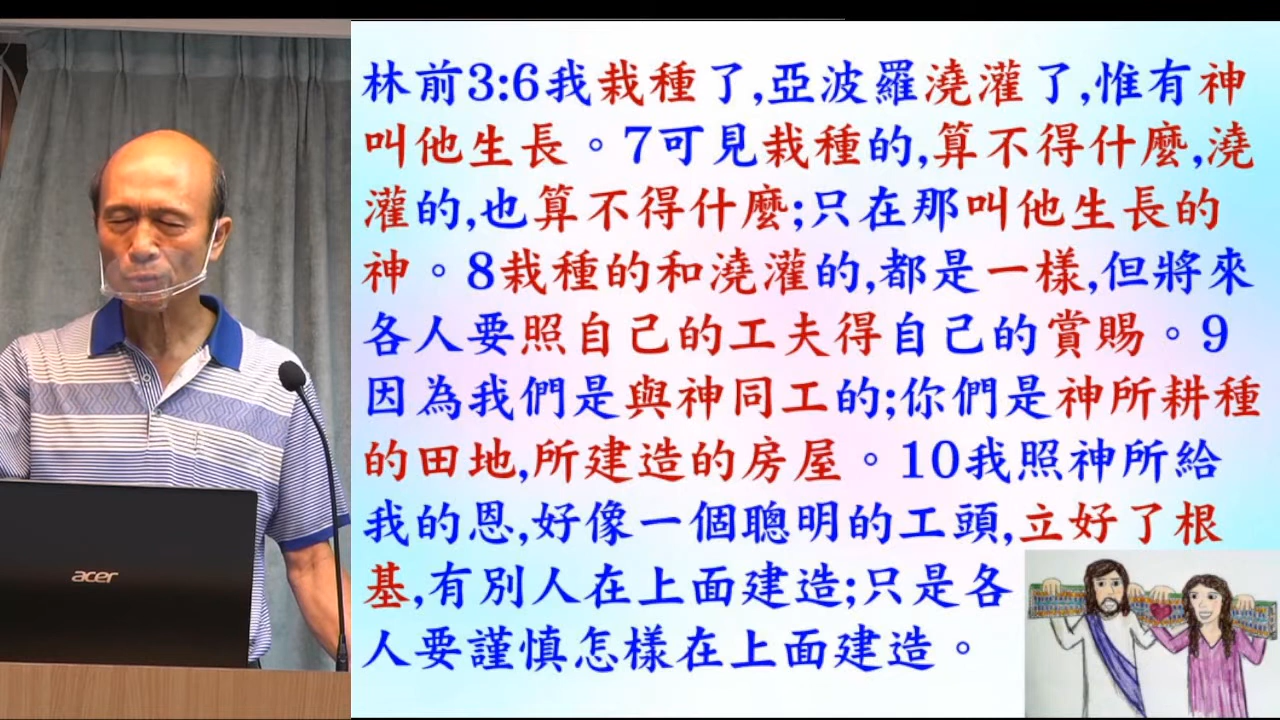 acer
林前3:6我栽種了,亞波羅澆灌了,惟有神
叫他生長。7可見栽種的,算不得什麼,澆
灌的,也算不得什麼;只在那叫他生長的
神。8栽種的和澆灌的,都是一樣,但將來
各人要照自己的工夫得自己的賞賜。9
因為我們是與神同工的;你們是神所耕種
的田地,所建造的房屋。10我照神所給
我的恩,好像一個聰明的工頭,立好了根
基,有別人在上面建造;只是各
人要謹慎怎樣在上面建造。